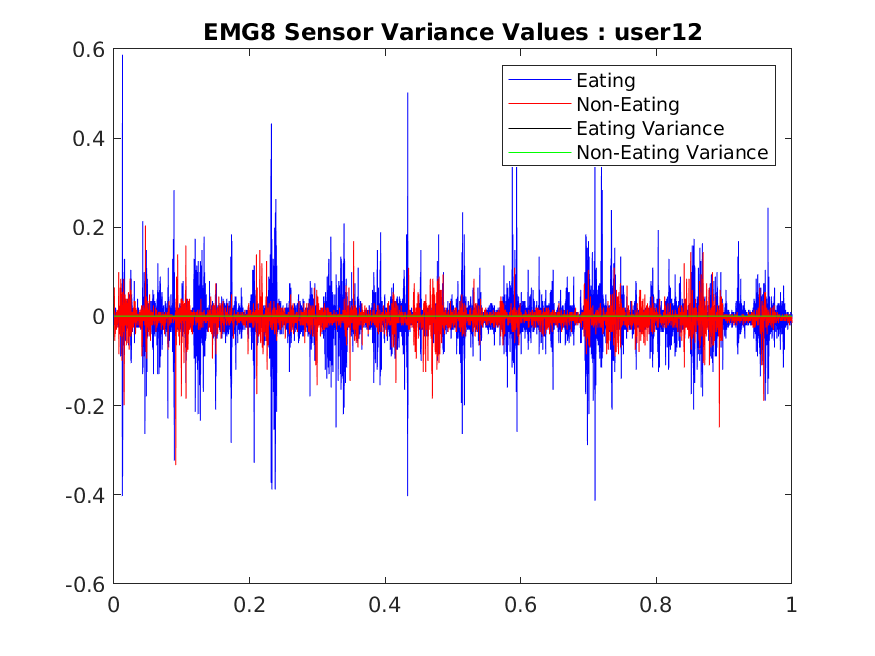 EMG8 Sensor Variance Values : user12
0.6
Eating
Non-Eating
Eating Variance
Non-Eating Variance
0.4
0.2
0
-0.2
-0.4
-0.6
0 0.2 0.4 0.6 0.8 1